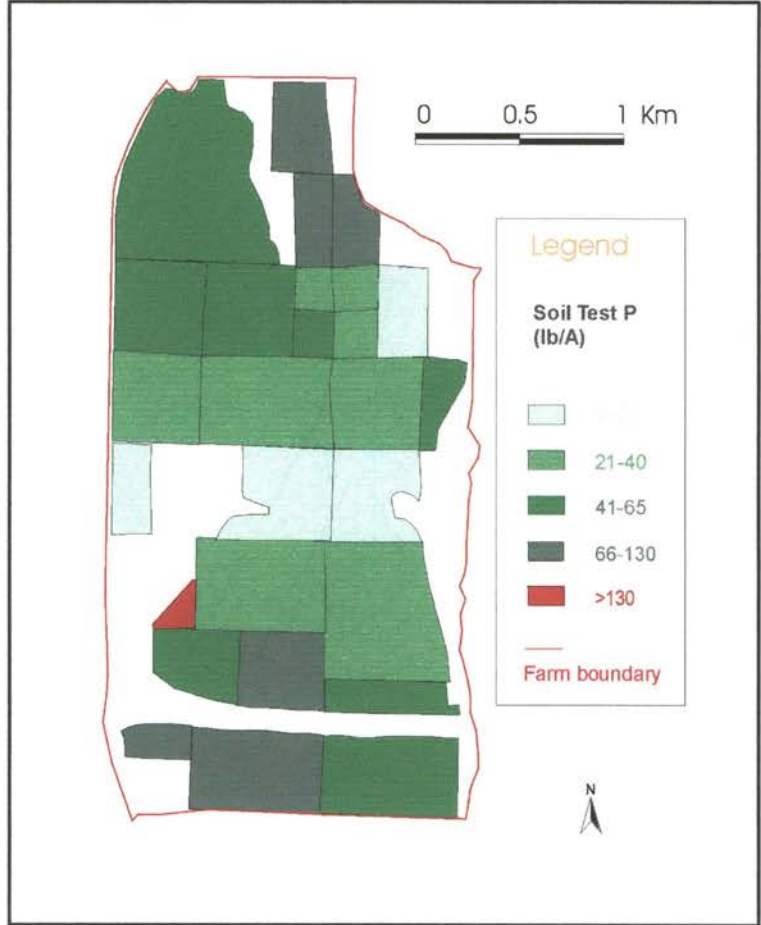 0 0.5 1 Km
Legend
Soil Test P
(lb/A)
21-40
41-65
66-130
>130
Farm boundary
N